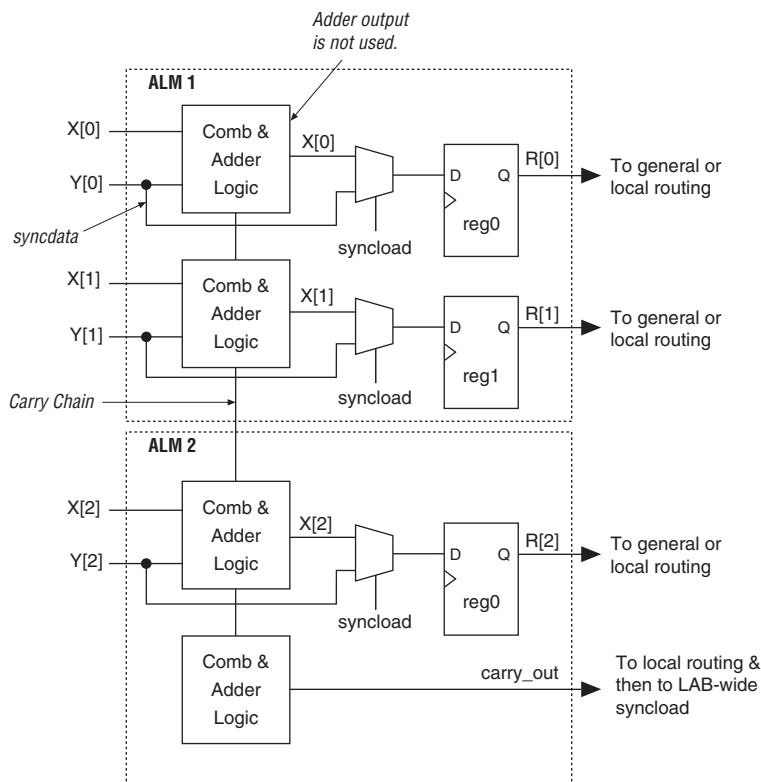 Adder output
is not used.
ALM 1
X[0]
Comb &
Adder
Logic
X[0]
D Q
R[0]
To general or
local routing
Y[0]
reg0
syncdata
syncload
X[1]
Comb &
Adder
Logic
X[1]
D Q
R[1]
To general or
local routing
Y[1]
reg1
syncload
Carry Chain
ALM 2
X[2]
Comb &
Adder
Logic
X[2]
D Q
R[2]
To general or
local routing
Y[2]
reg0
syncload
Comb &
Adder
Logic
carry_out
To local routing &
then to LAB-wide
syncload